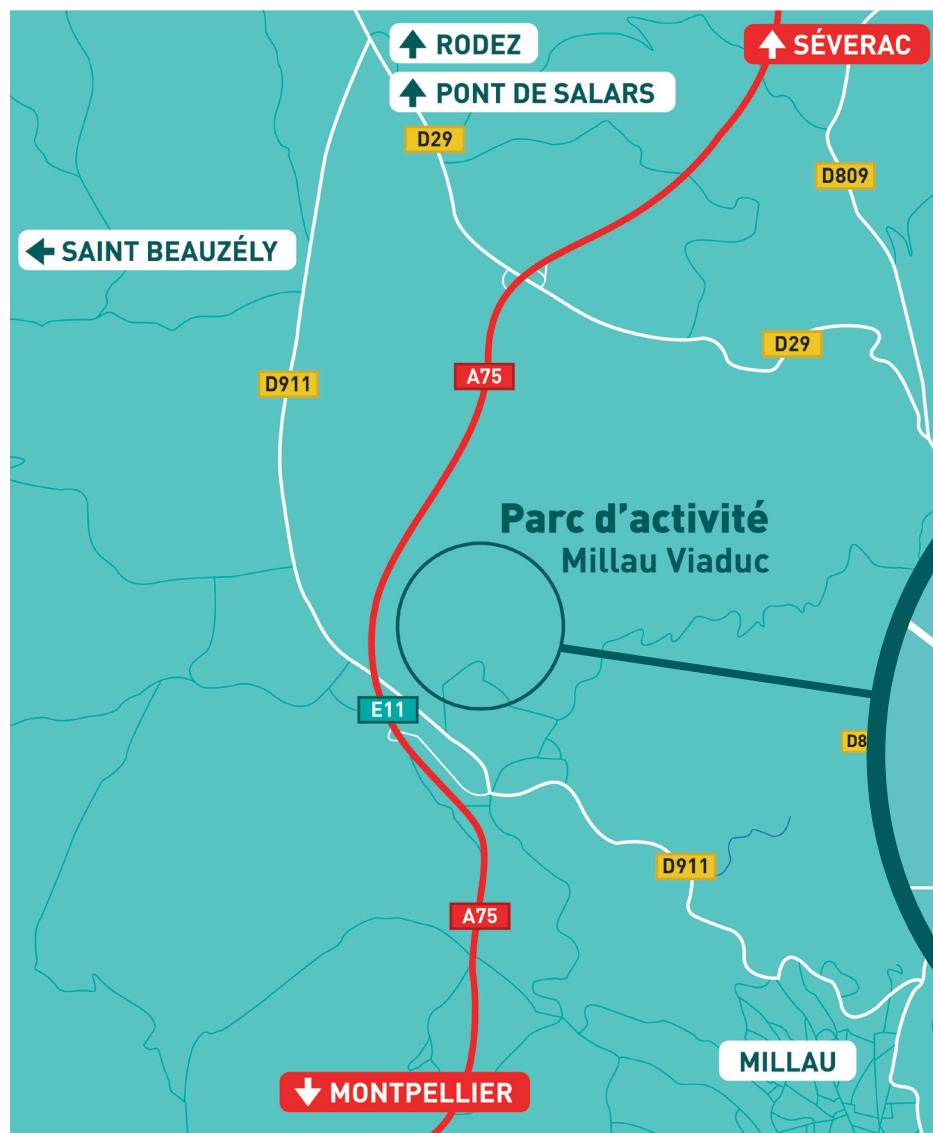 RODEZ
SÉVERAC
PONT DE SALARS
D29
D809
SAINT BEAUZÉLY
D29
A75
D911
Parc d'activité
Millau Viaduc
E11
D8
D911
A75
MILLAU
MONTPELLIER